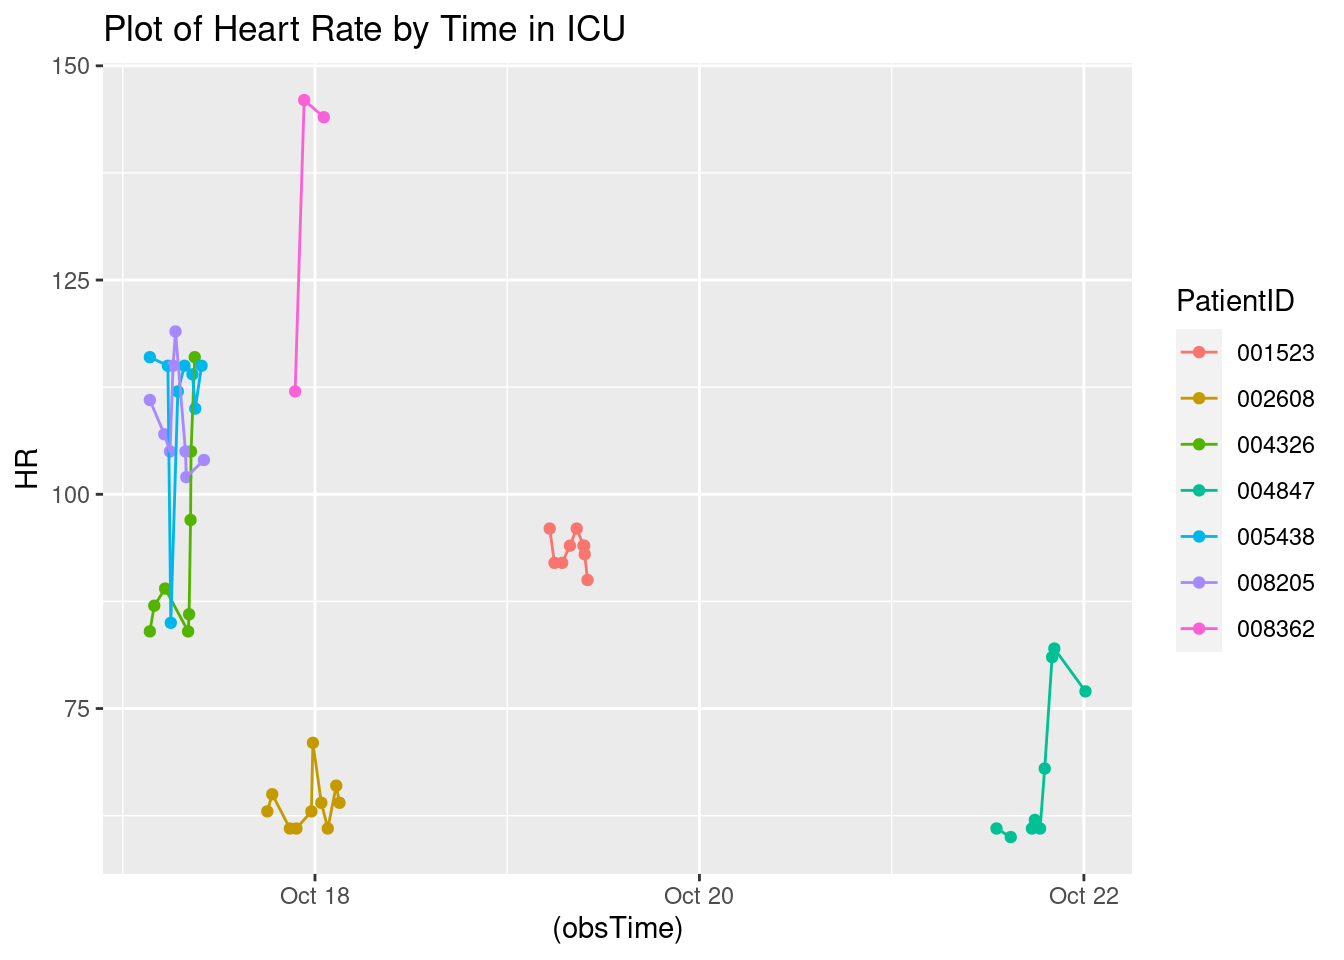 Plot of Heart Rate by Time in ICU
150
125
100
75
HR
Oct 18
Oct 20
Oct 22
(obsTime)
PatientID
001523
002608
004326
004847
005438
008205
008362